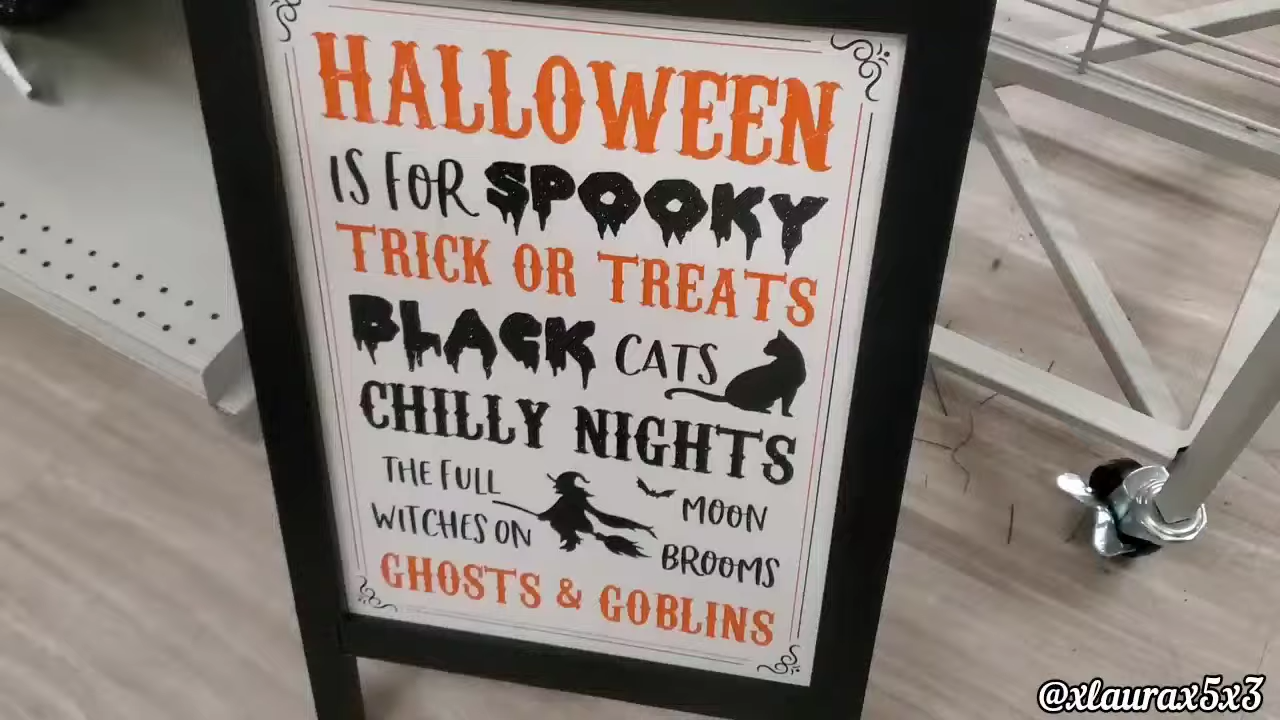 HALLOWEEN
IS FOR SPOOKY
TRICK OR TREATS
BLACK CATS
CHILLY NIGHTS
THE FULL MOON
WITCHES ON BROOMS
GHOSTS & GOBLINS
@xlaurax5x3